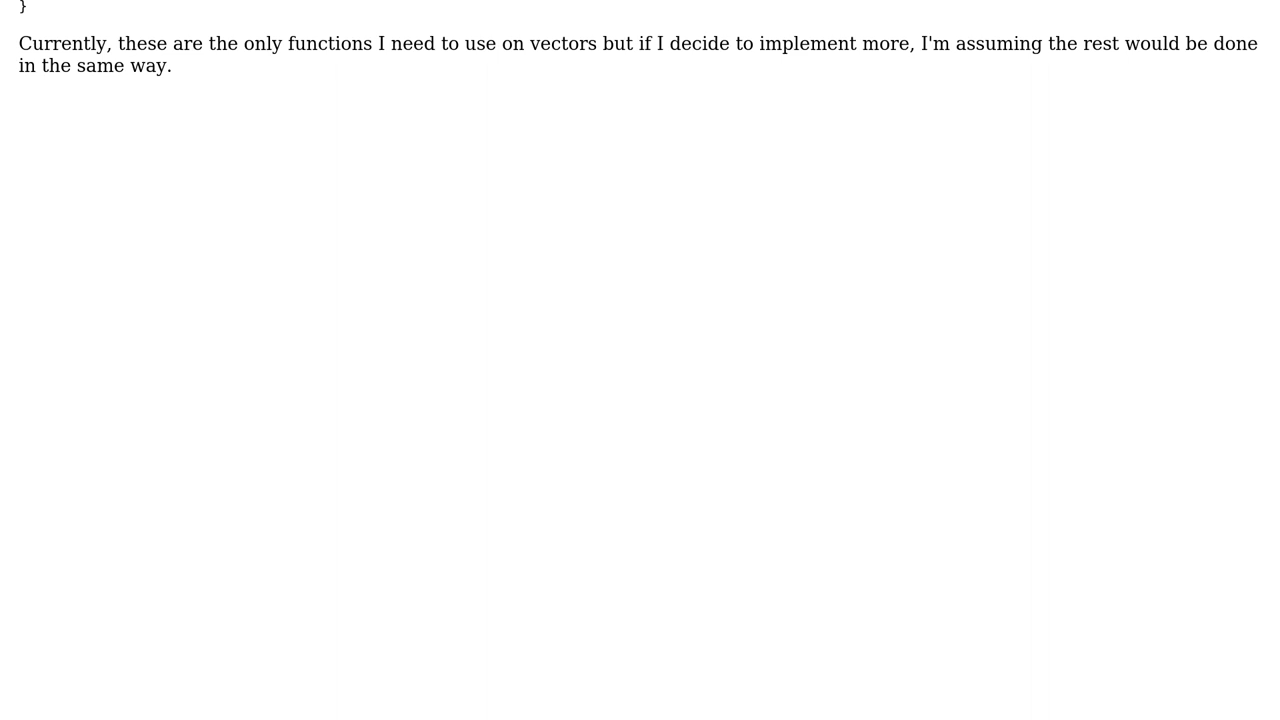 }
Currently, these are the only functions I need to use on vectors but if I decide to implement more, I'm assuming the rest would be done
in the same way.